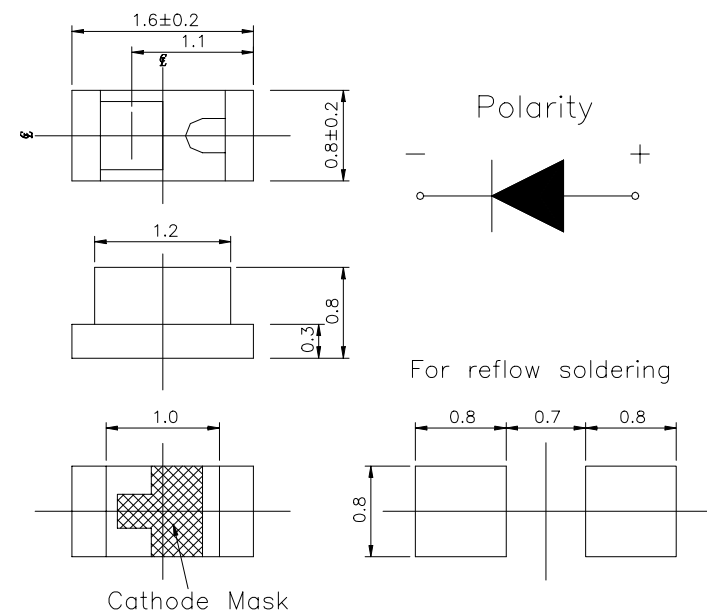 1.6±0.2
1.1
℄
℄
0.8±0.2
Polarity
− +
1.2
0.8
0.3
For reflow soldering
1.0
0.8 0.7 0.8
0.8
Cathode Mask